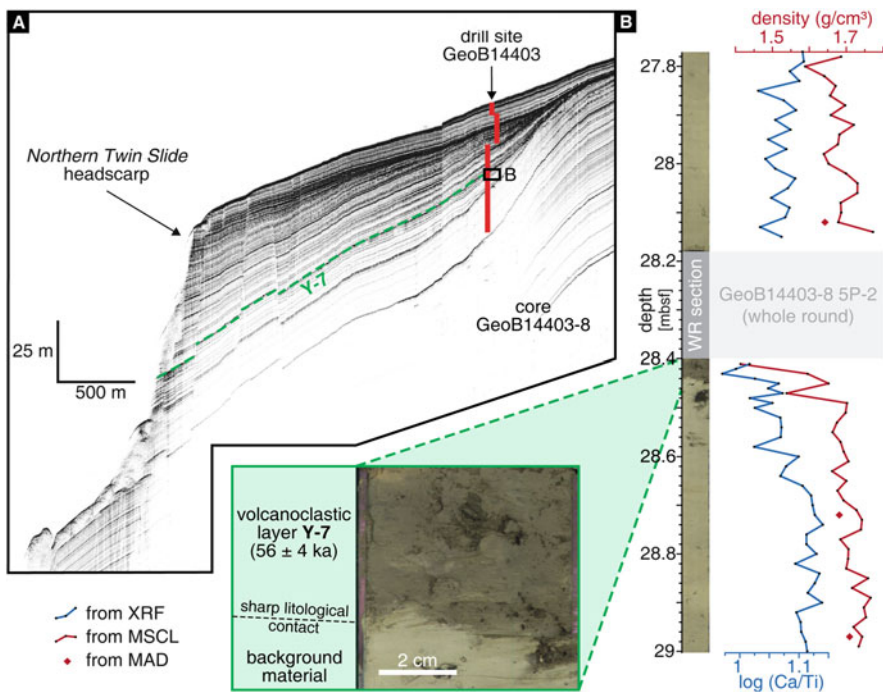 A
drill site
GeoB14403
Northern Twin Slide
headscarp
B
Y-7
core
GeoB14403-8
25 m
500 m
volcanoclastic
layer Y-7
(56 ± 4 ka)
sharp litological
contact
background
material
2 cm
from XRF
from MSCL
from MAD
B
density (g/cm³)
1.5
1.7
27.8
28
28.2
28.4
28.6
28.8
29
depth
[mbsf]
WR section
GeoB14403-8 5P-2
(whole round)
1
1.1
log (Ca/Ti)